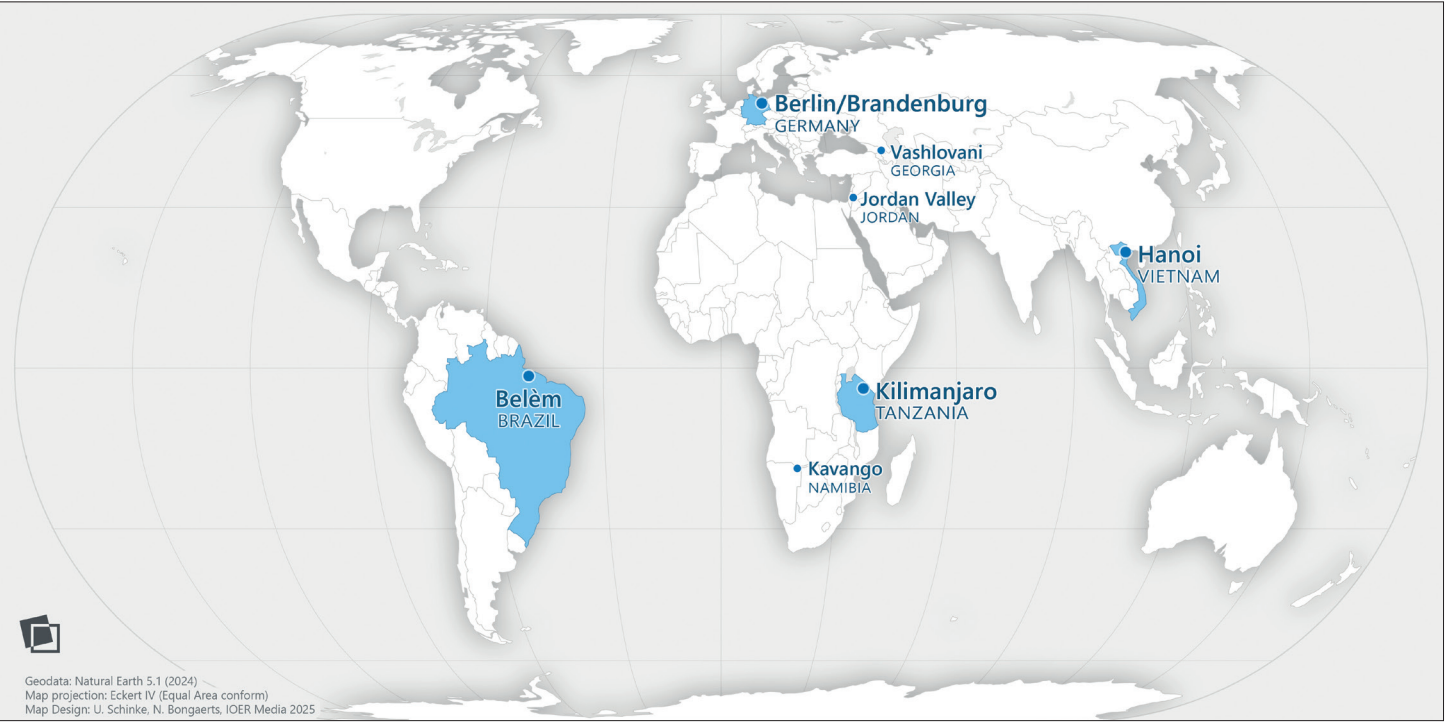 Berlin/Brandenburg
GERMANY
Vashlovani
GEORGIA
Jordan Valley
JORDAN
Hanoi
VIETNAM
Belèm
BRAZIL
Kilimanjaro
TANZANIA
Kavango
NAMIBIA
Geodata: Natural Earth 5.1 (2024)
Map projection: Eckert IV (Equal Area conform)
Map Design: U. Schinke, N. Bongaerts, IOER Media 2025